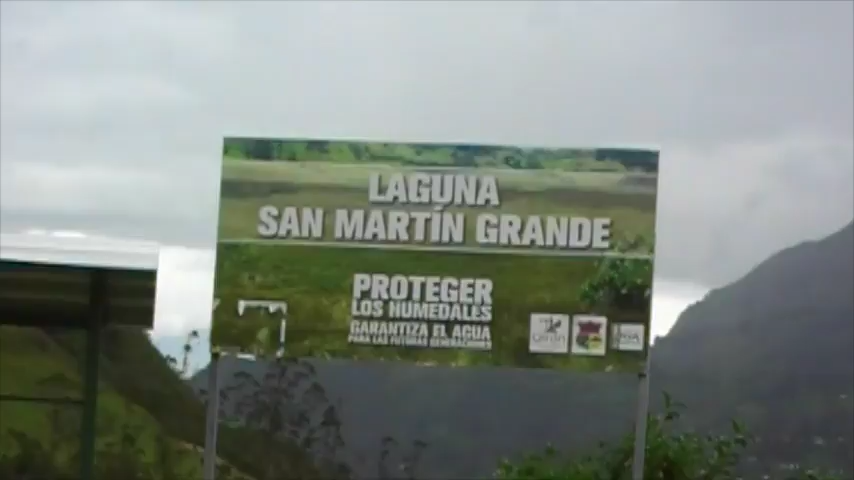 LAGUNA
SAN MARTÍN GRANDE
PROTEGER
LOS HUMEDALES
GARANTIZA EL AGUA
PARA LAS FUTURAS GENERACIONES